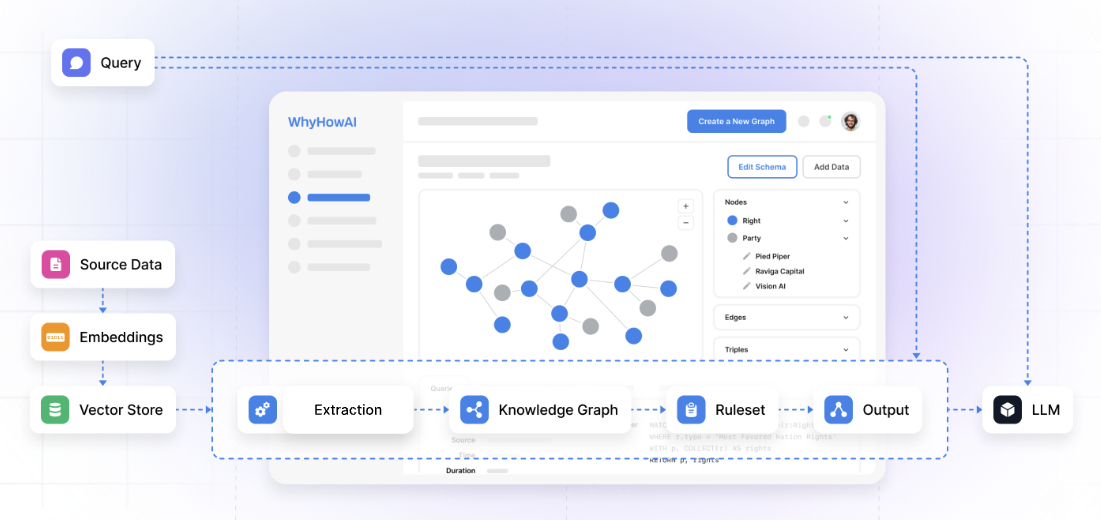 Query
WhyHowAI
Create a New Graph
Edit Schema
Add Data
Nodes
Right
Party
Pied Piper
Raviga Capital
Vision AI
Edges
Triples
Source Data
Embeddings
01011
Vector Store
Extraction
Knowledge Graph
Ruleset
Output
LLM
Source
Time
WHERE r.type = "Most Favored Nation Rights"
WITH p, COLLECT(r) AS rights
RETURN p, rights
Duration